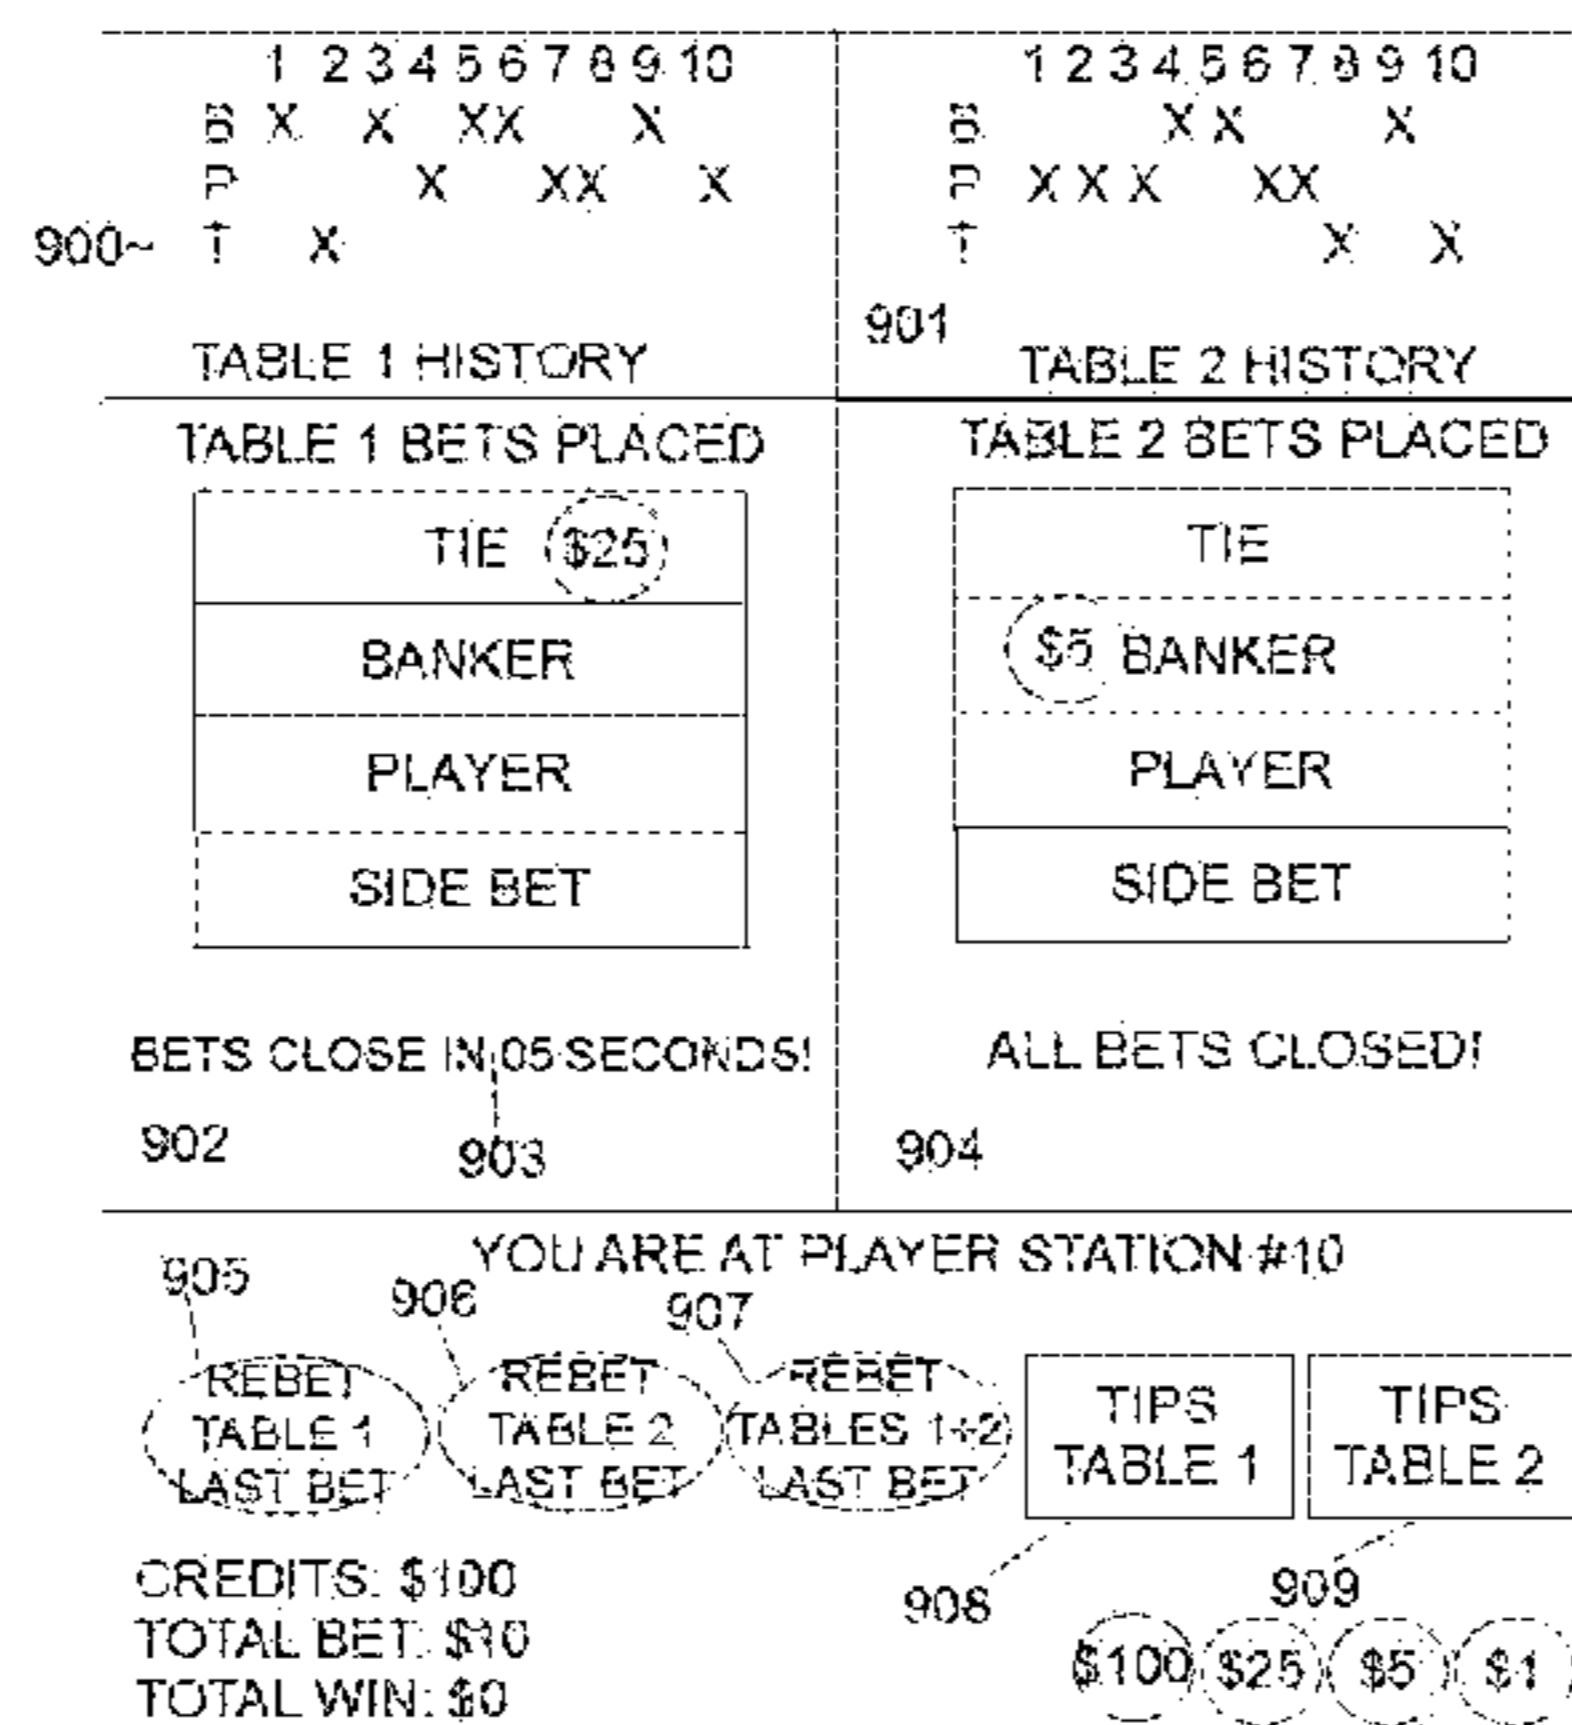 1 2 3 4 5 6 7 8 9 10
B X X X X X
P X X X X
900~ T X
TABLE 1 HISTORY
1 2 3 4 5 6 7 8 9 10
B X X X
P X X X X X
T X X
901
TABLE 2 HISTORY
TABLE 1 BETS PLACED
TIE $25
BANKER
PLAYER
SIDE BET
BETS CLOSE IN 05 SECONDS!
902
903
TABLE 2 BETS PLACED
TIE
$5 BANKER
PLAYER
SIDE BET
ALL BETS CLOSED!
904
YOU ARE AT PLAYER STATION #10
905
906
907
REBET
TABLE 1
LAST BET
REBET
TABLE 2
LAST BET
REBET
TABLES 1+2
LAST BET
TIPS
TABLE 1
TIPS
TABLE 2
908
909
CREDITS: $100
TOTAL BET: $10
TOTAL WIN: $0
$100 $25 $5 $1